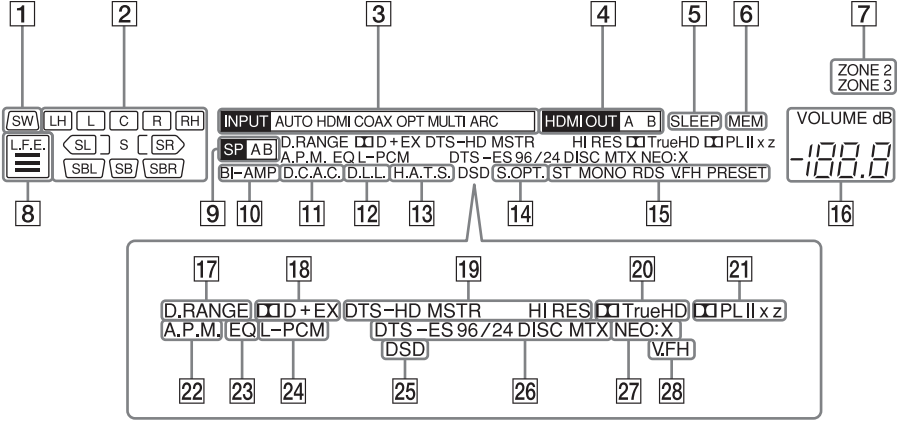 1 2 3 4 5 6 7
ZONE 2
ZONE 3
SW LH L C R RH INPUT AUTO HDMI COAX OPT MULTI ARC HDMI OUT A B SLEEP MEM VOLUME dB
L.F.E. SL S SR SP A B D.RANGE D+EX DTS-HD MSTR HI RES TrueHD PLII x z
A.P.M. EQ L-PCM DTS-ES 96/24 DISC MTX NEO:X
-188.8
SBL SB SBR BI-AMP D.C.A.C. D.L.L. H.A.T.S. DSD S.OPT. ST MONO RDS V.FH PRESET
8 9 10 11 12 13 14 15 16
17 18 19 20 21
D.RANGE D+EX DTS-HD MSTR HI RES TrueHD PLII x z
A.P.M. EQ L-PCM DTS-ES 96/24 DISC MTX NEO:X
DSD V.FH
22 23 24 25 26 27 28